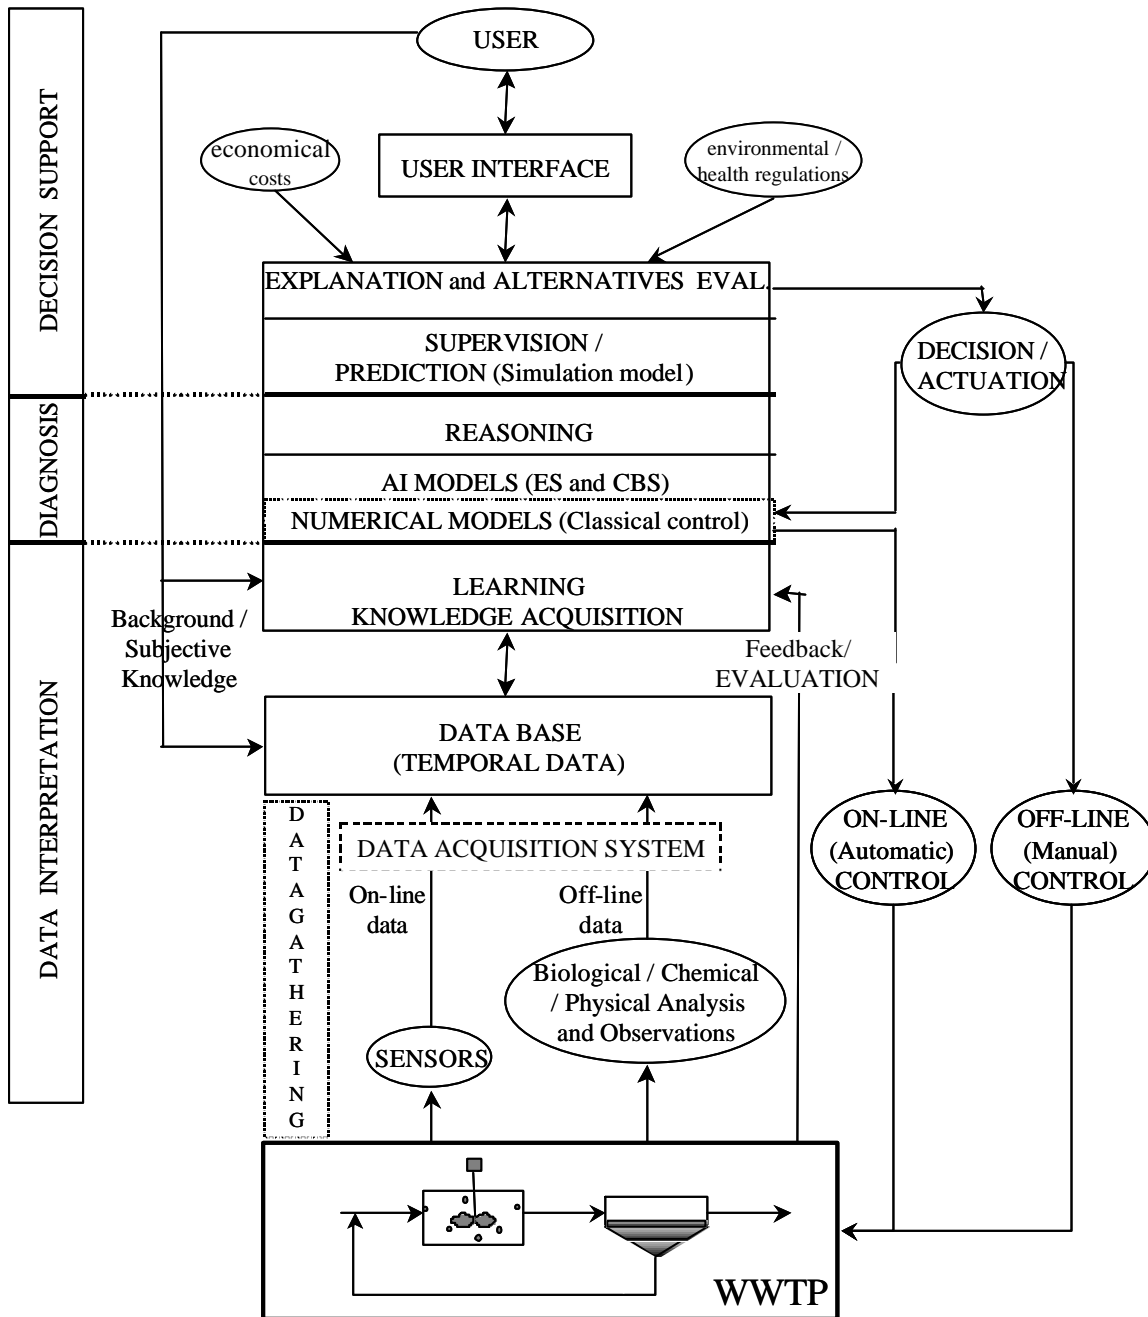 USER
economical
costs
USER INTERFACE
environmental /
health regulations
DECISION SUPPORT
EXPLANATION and ALTERNATIVES EVAL.
SUPERVISION /
PREDICTION (Simulation model)
DECISION /
ACTUATION
DIAGNOSIS
REASONING
AI MODELS (ES and CBS)
NUMERICAL MODELS (Classical control)
LEARNING
KNOWLEDGE ACQUISITION
Background /
Subjective
Knowledge
Feedback/
EVALUATION
DATA INTERPRETATION
DATA BASE
(TEMPORAL DATA)
DATA GATHERING
DATA ACQUISITION SYSTEM
On-line
data
Off-line
data
ON-LINE
(Automatic)
CONTROL
OFF-LINE
(Manual)
CONTROL
Biological / Chemical
/ Physical Analysis
and Observations
SENSORS
WWTP